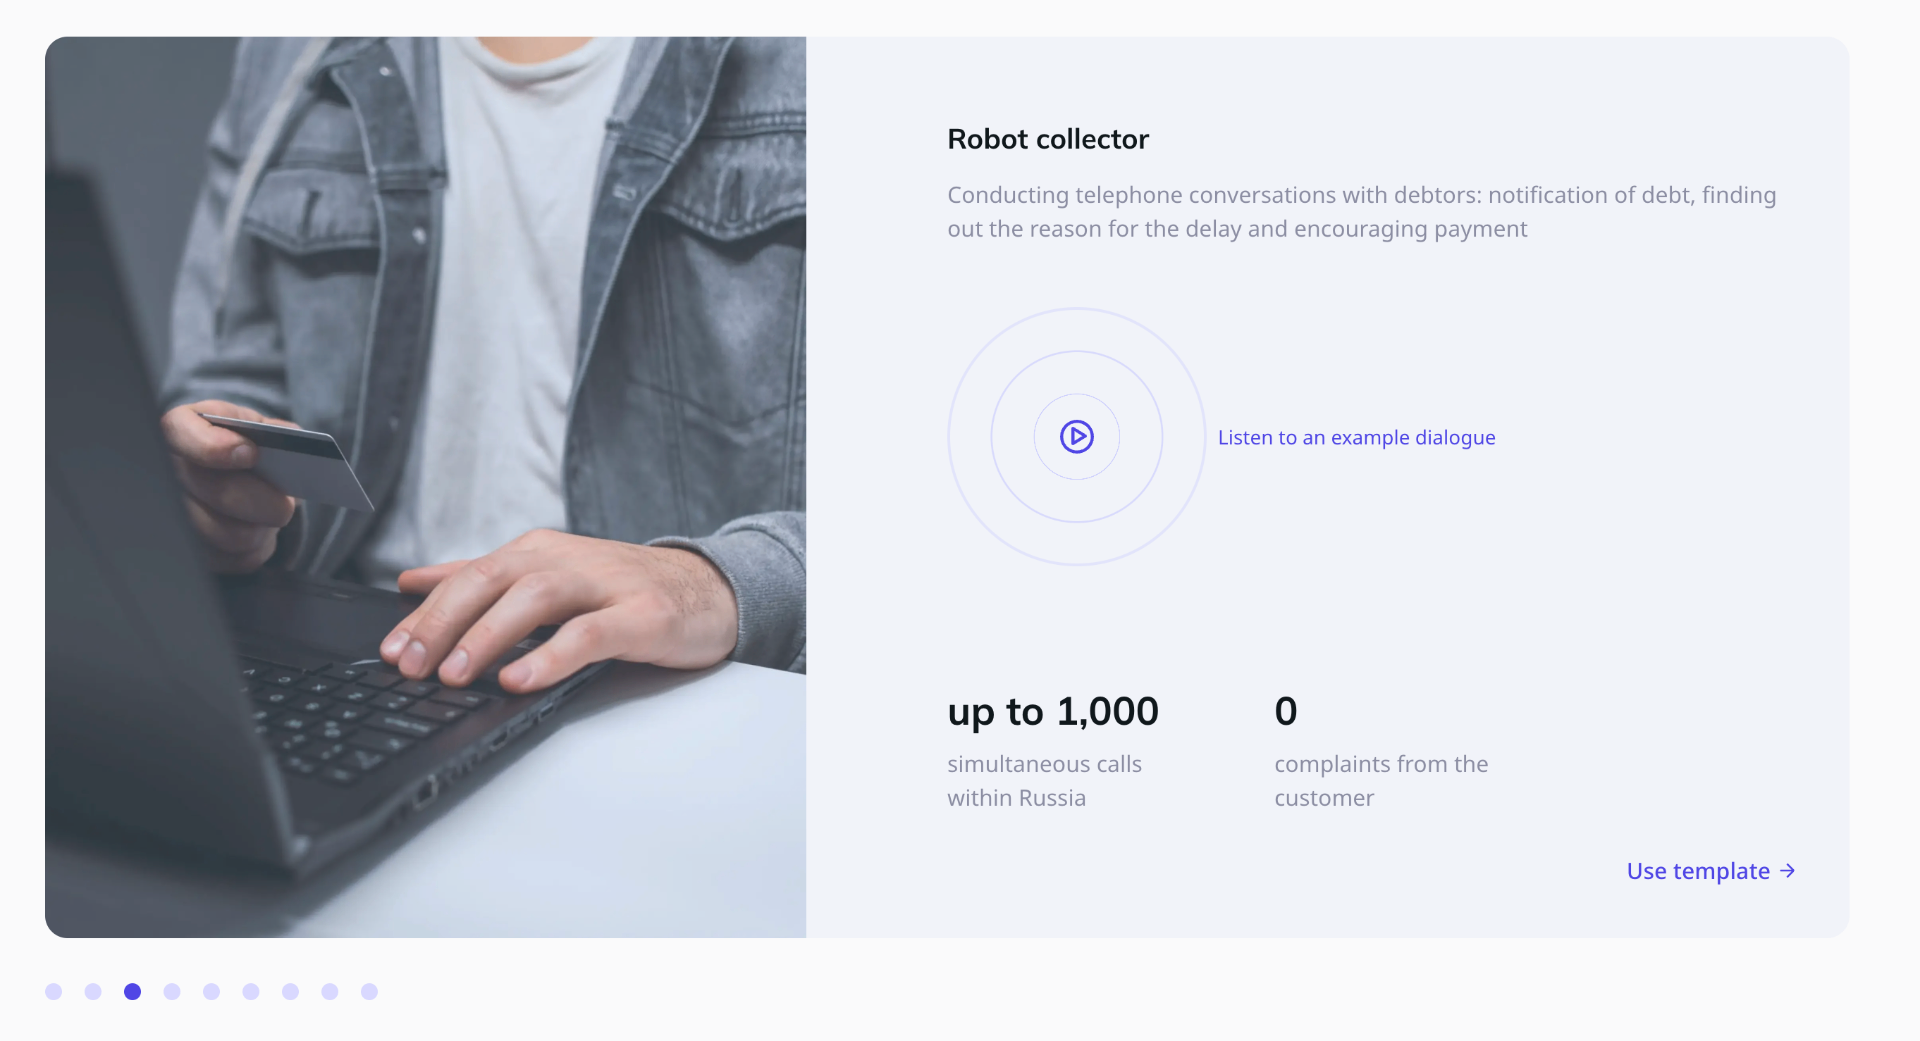 Robot collector
Conducting telephone conversations with debtors: notification of debt, finding
out the reason for the delay and encouraging payment
Listen to an example dialogue
up to 1,000
simultaneous calls
within Russia
0
complaints from the
customer
Use template →